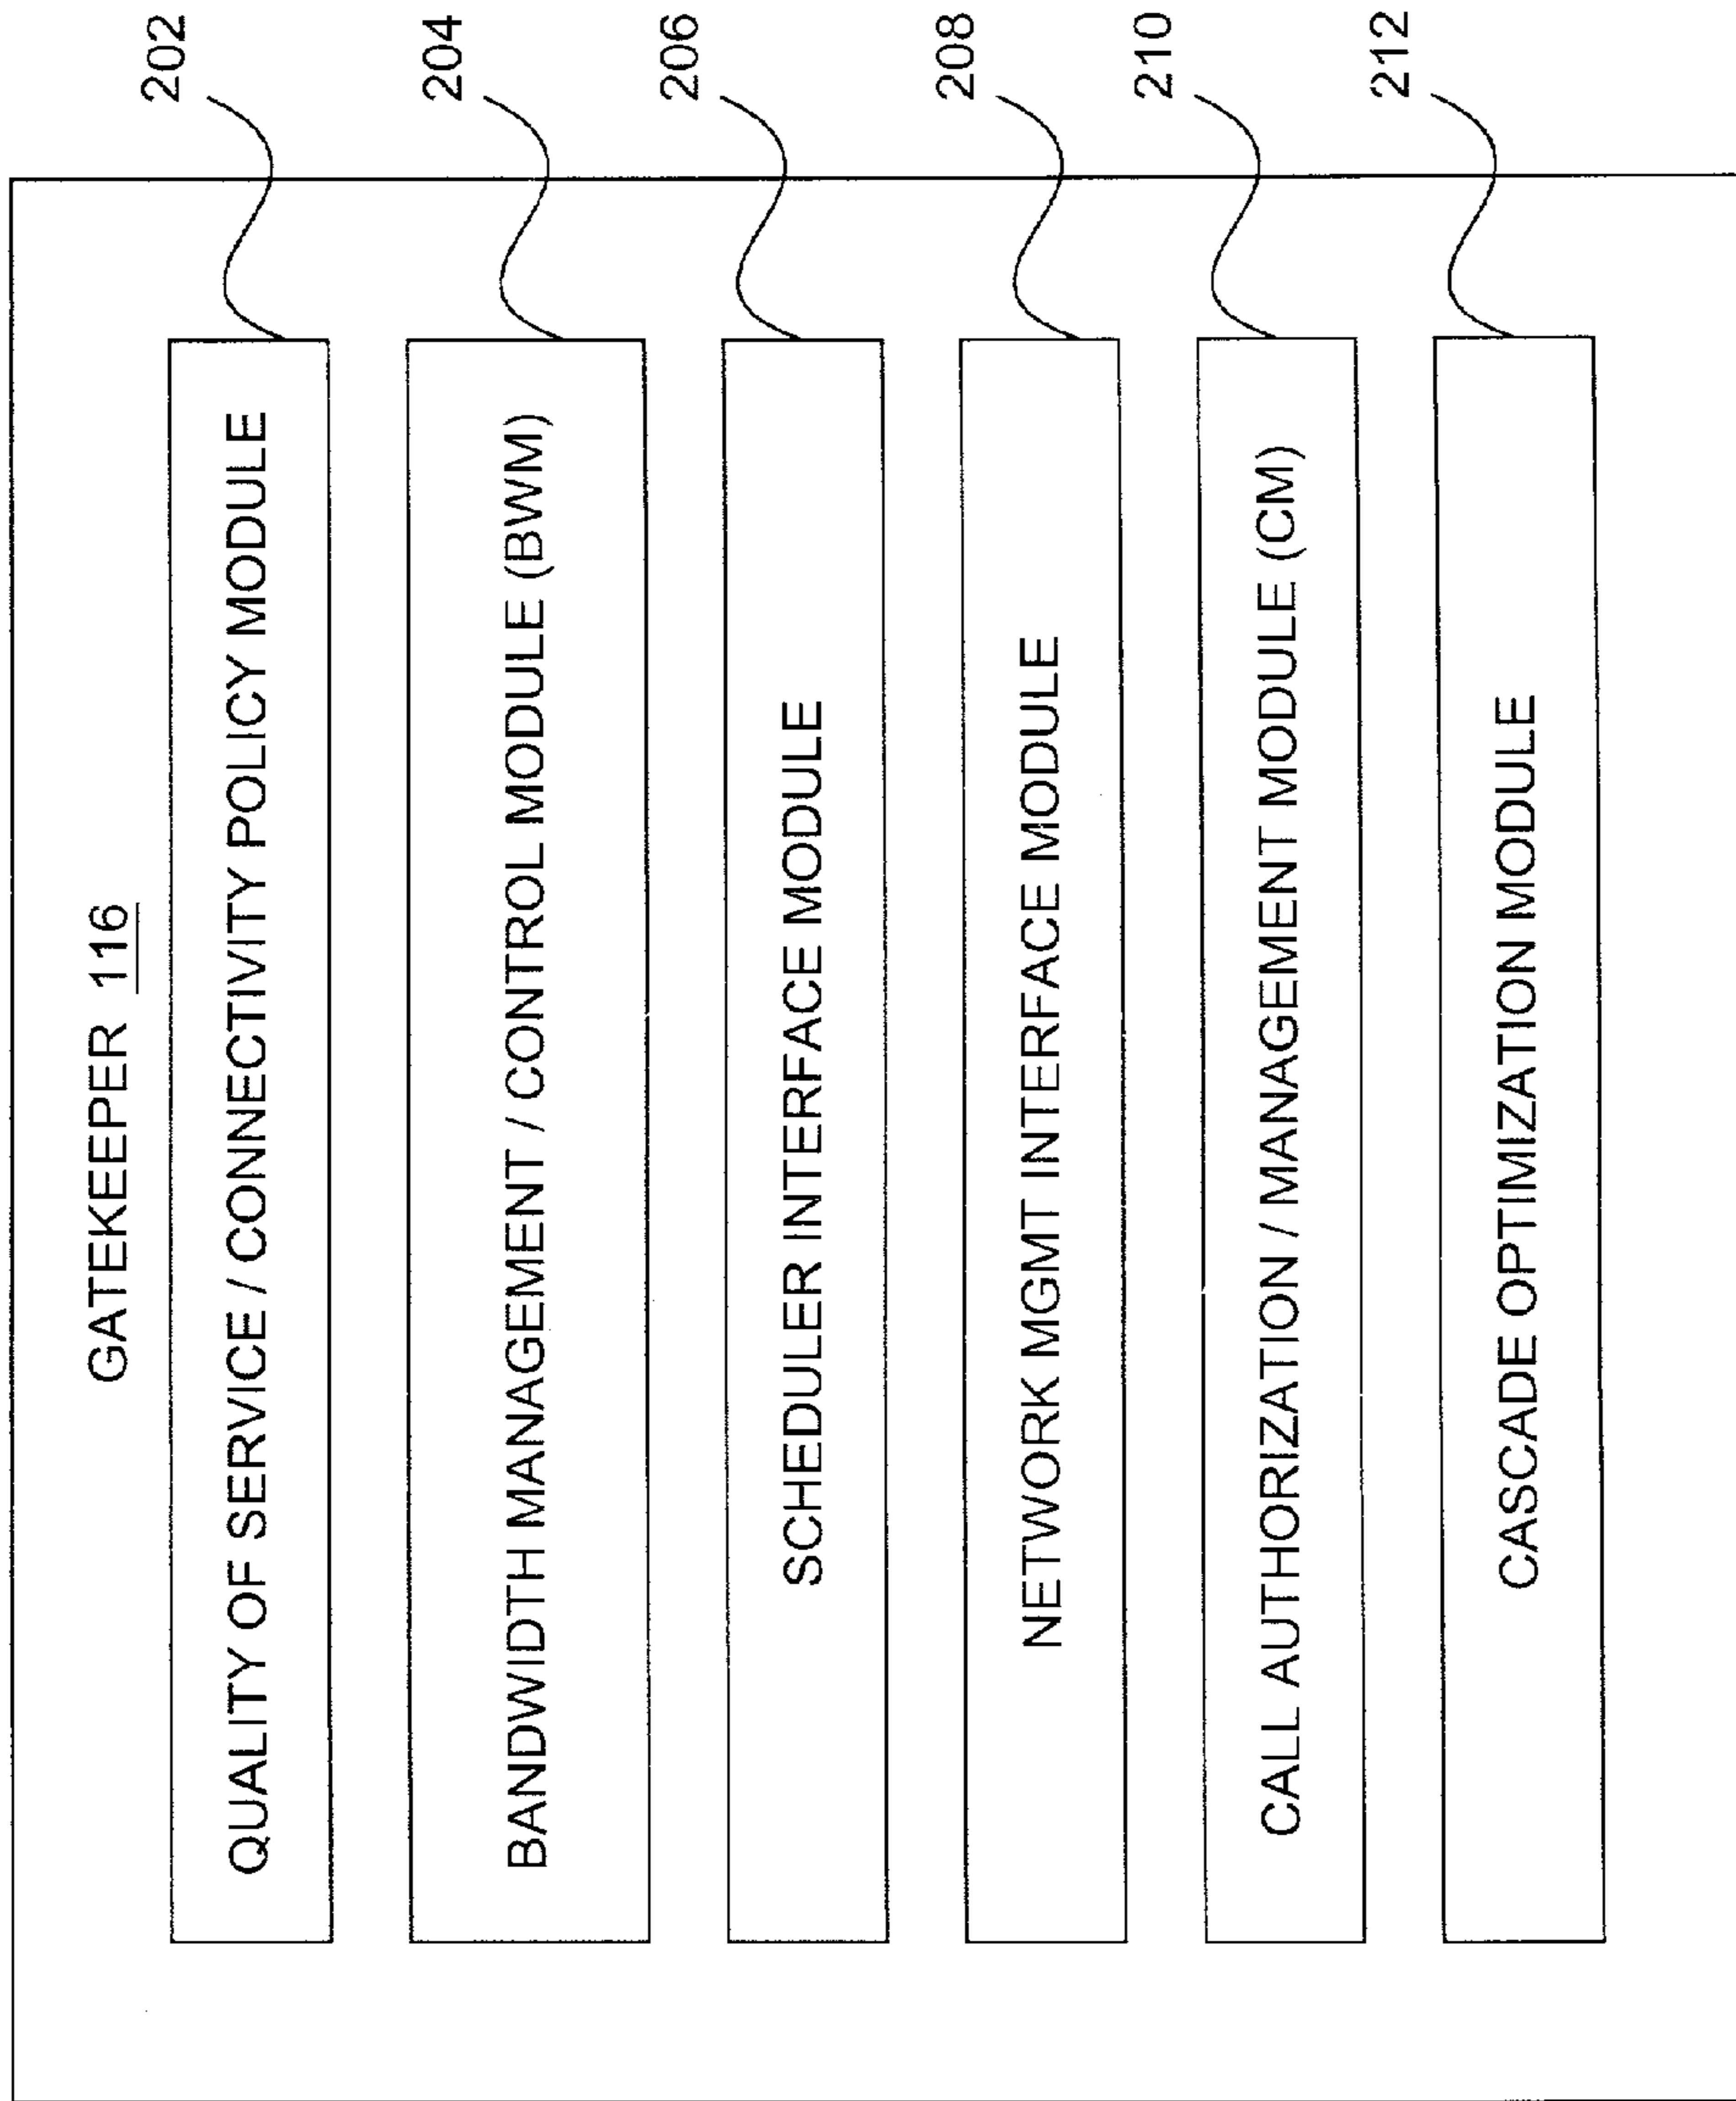 GATEKEEPER 116
QUALITY OF SERVICE / CONNECTIVITY POLICY MODULE
202
BANDWIDTH MANAGEMENT / CONTROL MODULE (BWM)
204
SCHEDULER INTERFACE MODULE
206
NETWORK MGMT INTERFACE MODULE
208
CALL AUTHORIZATION / MANAGEMENT MODULE (CM)
210
CASCADE OPTIMIZATION MODULE
212